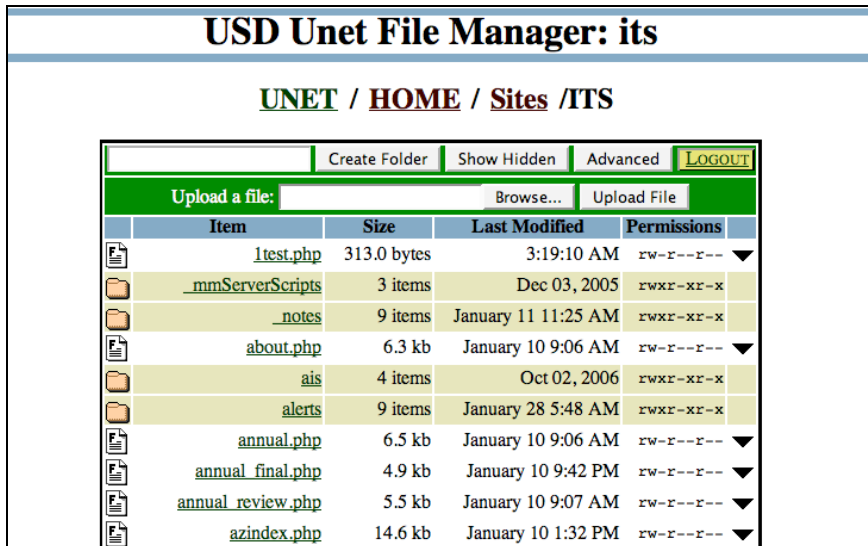 USD Unet File Manager: its
UNET / HOME / Sites /ITS
Create Folder Show Hidden Advanced LOGOUT
Upload a file: Browse... Upload File
Item Size Last Modified Permissions
1test.php 313.0 bytes 3:19:10 AM rw-r--r--
_mmServerScripts 3 items Dec 03, 2005 rwxr-xr-x
_notes 9 items January 11 11:25 AM rwxr-xr-x
about.php 6.3 kb January 10 9:06 AM rw-r--r--
ais 4 items Oct 02, 2006 rwxr-xr-x
alerts 9 items January 28 5:48 AM rwxr-xr-x
annual.php 6.5 kb January 10 9:06 AM rw-r--r--
annual_final.php 4.9 kb January 10 9:42 PM rw-r--r--
annual_review.php 5.5 kb January 10 9:07 AM rw-r--r--
azindex.php 14.6 kb January 10 1:32 PM rw-r--r--